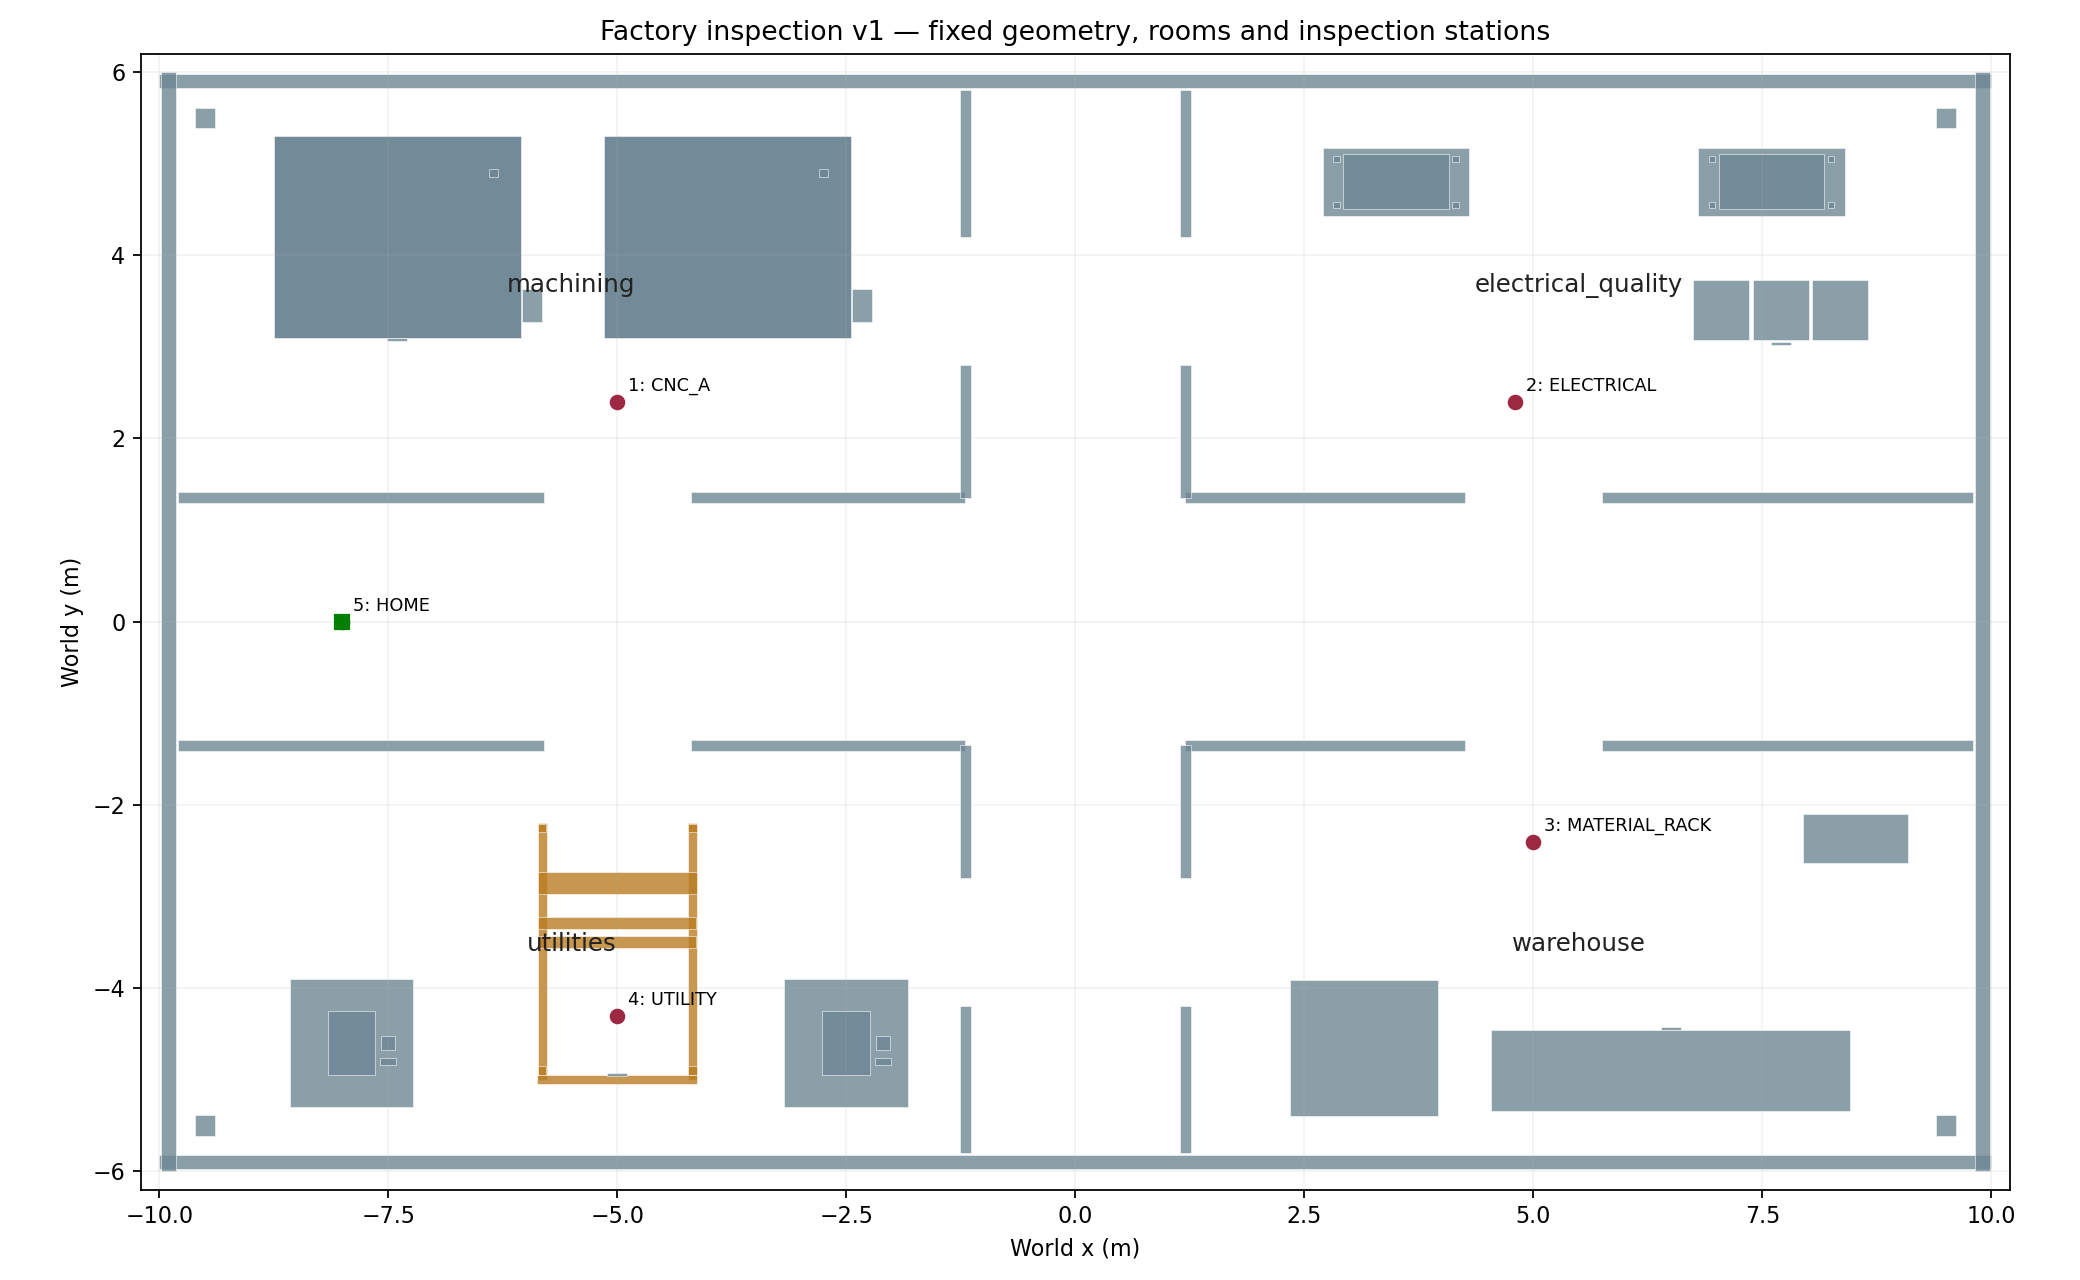 Factory inspection v1 — fixed geometry, rooms and inspection stations
6
4
2
0
−2
−4
−6
World y (m)
machining
electrical_quality
1: CNC_A
2: ELECTRICAL
5: HOME
3: MATERIAL_RACK
utilities
warehouse
4: UTILITY
−10.0
−7.5
−5.0
−2.5
0.0
2.5
5.0
7.5
10.0
World x (m)